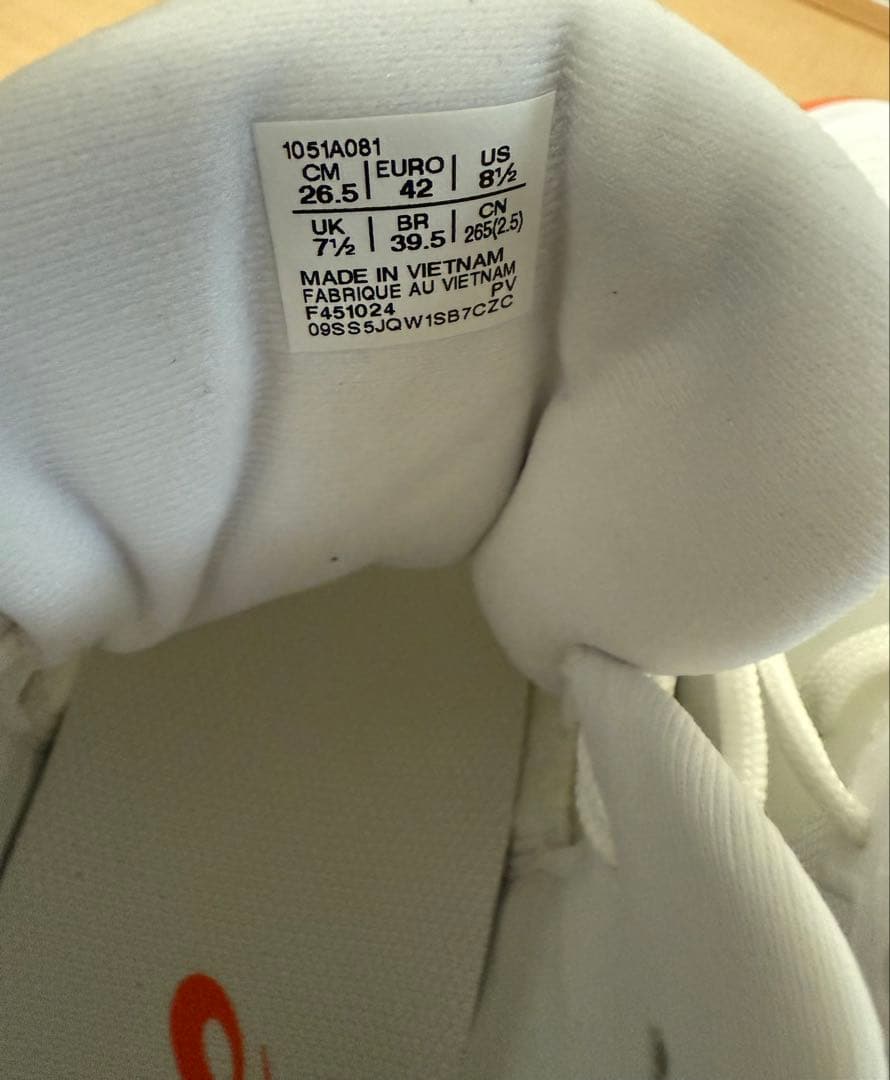 1051A081
CM | EURO | US
26.5 | 42 | 8½
UK | BR | CN
7½ | 39.5 | 265(2.5)
MADE IN VIETNAM
FABRIQUE AU VIETNAM
F451024 PV
09SS5JQW1SB7CZC